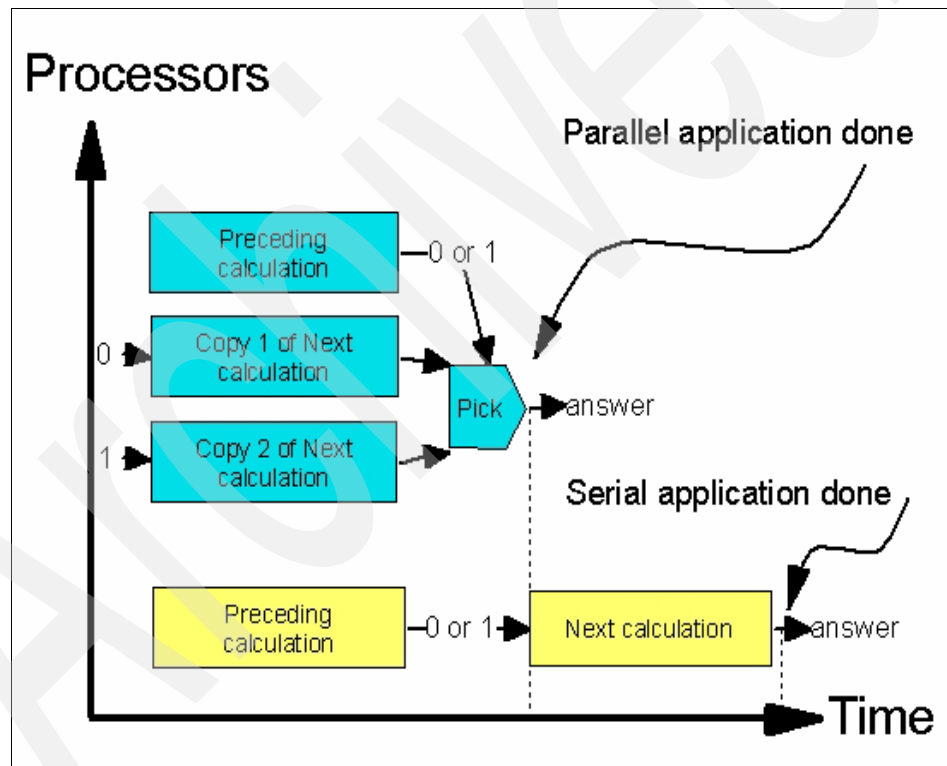 Processors
Parallel application done
Preceding
calculation
0 or 1
0
Copy 1 of Next
calculation
Pick
answer
1
Copy 2 of Next
calculation
Serial application done
Preceding
calculation
0 or 1
Next calculation
answer
Time
Archived